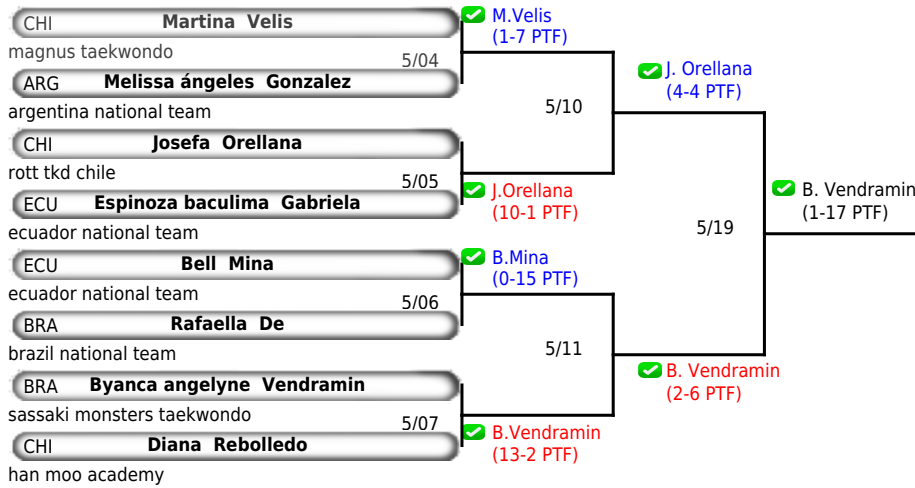 CHI Martina Velis
magnus taekwondo
5/04
ARG Melissa ángeles Gonzalez
argentina national team
CHI Josefa Orellana
rott tkd chile
5/05
ECU Espinoza baculima Gabriela
ecuador national team
ECU Bell Mina
ecuador national team
5/06
BRA Rafaella De
brazil national team
BRA Byanca angelyne Vendramin
sassaki monsters taekwondo
5/07
CHI Diana Rebolledo
han moo academy
M.Velis
(1-7 PTF)
5/10
J.Orellana
(10-1 PTF)
B.Mina
(0-15 PTF)
5/11
B.Vendramin
(13-2 PTF)
J. Orellana
(4-4 PTF)
5/19
B. Vendramin
(2-6 PTF)
B. Vendramin
(1-17 PTF)